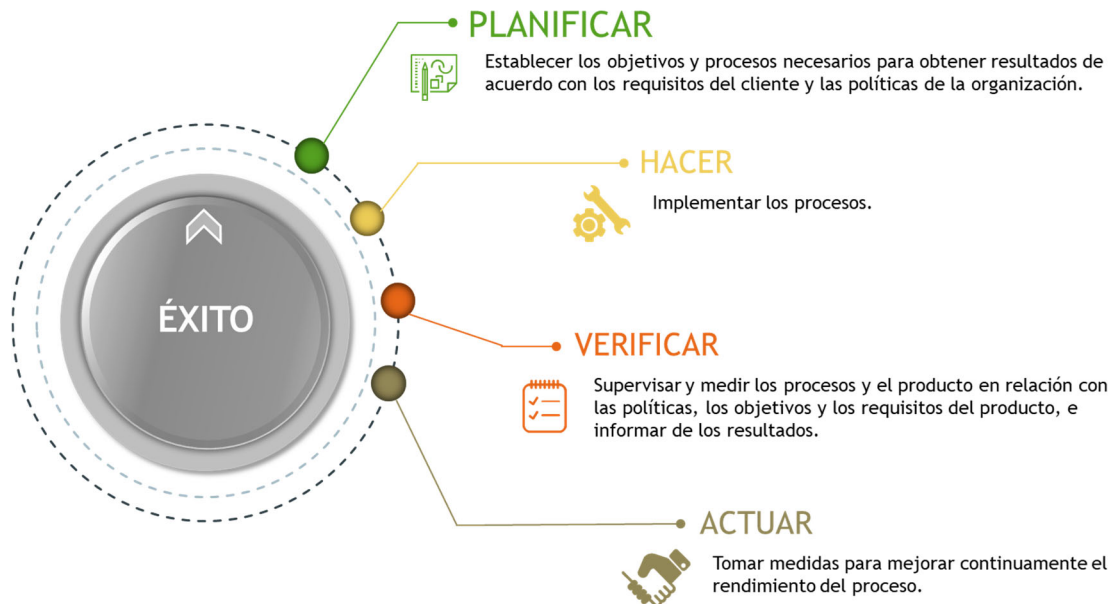 PLANIFICAR
Establecer los objetivos y procesos necesarios para obtener resultados de
acuerdo con los requisitos del cliente y las políticas de la organización.
HACER
Implementar los procesos.
ÉXITO
VERIFICAR
Supervisar y medir los procesos y el producto en relación con
las políticas, los objetivos y los requisitos del producto, e
informar de los resultados.
ACTUAR
Tomar medidas para mejorar continuamente el
rendimiento del proceso.